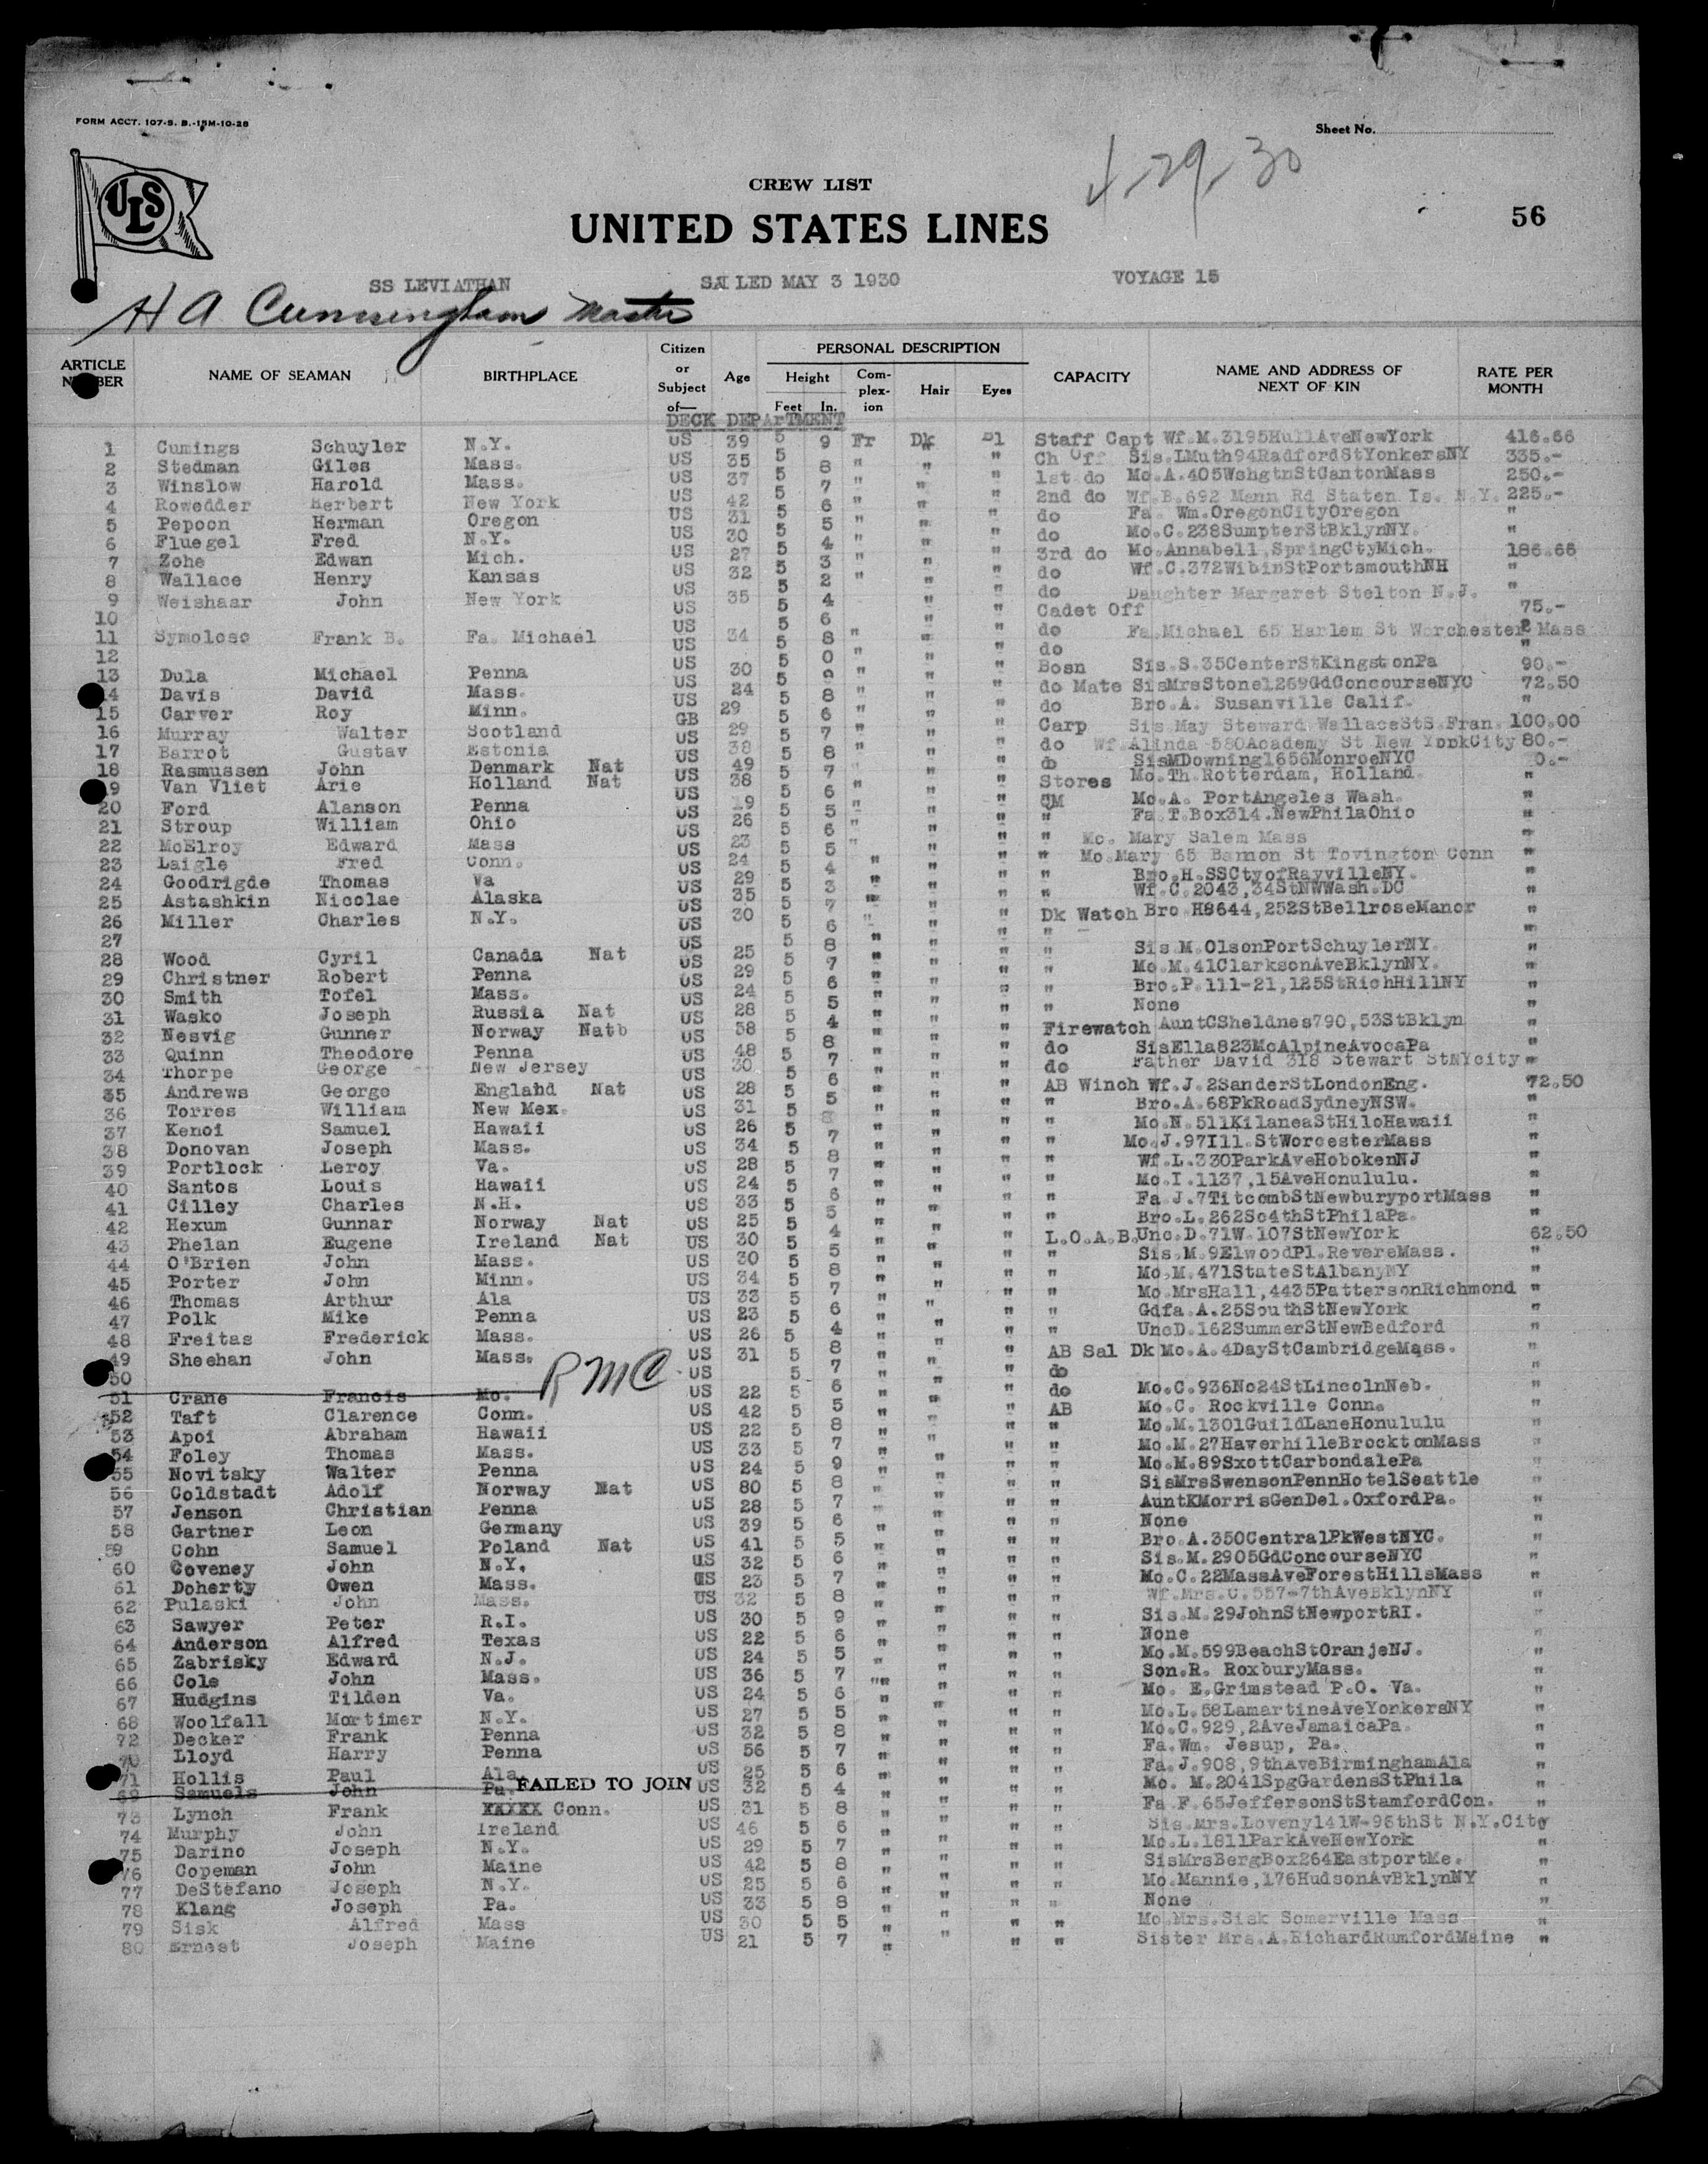 FORM ACCT. 107-S. B.-15M-10-28
Sheet No.
4-29-30
ULS
CREW LIST
UNITED STATES LINES
56
SS LEVIATHAN SAILED MAY 3 1930 VOYAGE 15
H A Cunningham Master
ARTICLE NUMBER NAME OF SEAMAN BIRTHPLACE Citizen or Subject of— Age PERSONAL DESCRIPTION Height Feet In. Complexion Hair Eyes CAPACITY NAME AND ADDRESS OF NEXT OF KIN RATE PER MONTH
DECK DEPArTMENT
1 Cumings Schuyler N.Y. US 39 5 9 Fr Dk Staff Capt Wf.M.3195HullAveNewYork 416.66
2 Stedman Giles Mass. US 35 5 8 " " " Ch Off Sis.LMuth94RadfordStYonkersNY 335.-
3 Winslow Harold Mass. US 37 5 7 " " " 1st do Mo.A.405WshgtnStCantonMass 250.-
4 Rowedder Herbert New York US 42 5 6 " " " 2nd do Wf.B.692 Mann Rd Staten Is. N.Y. 225.-
5 Pepoon Herman Oregon US 31 5 5 " " " do Fa. Wm.OregonCityOregon "
6 Fluegel Fred N.Y. US 30 5 4 " " " do Mo.C.238SumpterStBklynNY. "
7 Zohe Edwan Mich. US 27 5 3 " " " 3rd do Mo.Annabell,SpringCtyMich. 186.66
8 Wallace Henry Kansas US 32 5 2 " " " do Wf.C.372WibinStPortsmouthNH "
9 Weishaar John New York US 35 5 4 " " do Daughter Margaret Stelton N.J. "
10 US 5 6 " " Cadet Off 75.-
11 Symolose Frank B. Fa. Michael US 34 5 8 " " " do Fa.Michael 65 Harlem St Worchester Mass
12 US 5 0 " " " do "
13 Dula Michael Penna US 30 5 9 " " " Bosn Sis.S.35CenterStKingstonPa 90.-
14 Davis David Mass. US 24 5 8 " " " do Mate SisMrsStone1269GdConcourseNYC 72.50
15 Carver Roy Minn. US 29 5 6 " " " do Bro.A. Susanville Calif. "
16 Murray Walter Scotland GB 29 5 7 " " " Carp Sis May Steward WallaceStS.Fran. 100.00
17 Barrot Gustav Estonia US 38 5 8 " " " do Wf.Alinda 580Academy St New YorkCity 80.-
18 Rasmussen John Denmark Nat US 49 5 7 " " " SisMDowning1656MonroeNYC
19 Van Vliet Arie Holland Nat US 38 5 6 " " " Stores Mo.Th.Rotterdam, Holland. "
20 Ford Alanson Penna US 19 5 5 " " " QM Mo.A. PortAngeles Wash. "
21 Stroup William Ohio US 26 5 6 " " " " Fa.T.Box314.NewPhilaOhio "
22 McElroy Edward Mass US 23 5 5 " " " " Mo. Mary Salem Mass "
23 Laigle Fred Conn. US 24 5 4 " " " " Mo.Mary 65 Bannon St Tovington Conn "
24 Goodrigde Thomas Va US 29 5 3 " " " " Bro.H.SSCtyofRayvilleNY. "
25 Astashkin Nicolae Alaska US 35 5 7 " " " " Wf.C.2043,34StNWWash.DC "
26 Miller Charles N.Y. US 30 5 6 " " " Dk Watch Bro H8644,252StBellroseManor "
27 US 5 8 " " " " "
28 Wood Cyril Canada Nat US 25 5 7 " " " " Sis.M.OlsonPortSchuylerNY. "
29 Christner Robert Penna US 29 5 6 " " " " Mo.M.41ClarksonAveBklynNY. "
30 Smith Tofel Mass. US 24 5 5 " " " " Bro.P.111-21,125StRichHillNY "
31 Wasko Joseph Russia Nat US 28 5 4 " " " " None "
32 Nesvig Gunner Norway Natb US 58 5 8 " " " Firewatch AuntCSheldnes790,53StBklyn "
33 Quinn Theodore Penna US 48 5 7 " " " do SisElla823McAlpineAvocaPa "
34 Thorpe George New Jersey US 30 5 6 " " " do Father David 318 Stewart StNYcity "
35 Andrews George England Nat US 28 5 5 " " " AB Winch Wf.J.2SanderStLondonEng. 72.50
36 Torres William New Mex. US 31 5 " " " " Bro.A.68PkRoadSydneyNSW. "
37 Kenoi Samuel Hawaii US 26 5 7 " " " " Mo.N.511KilaneaStHiloHawaii "
38 Donovan Joseph Mass. US 34 5 8 " " " " Mo.J.97Ill.StWorcesterMass "
39 Portlock Leroy Va. US 28 5 7 " " " " Wf.L.330ParkAveHobokenNJ "
40 Santos Louis Hawaii US 24 5 6 " " " " Mo.I.1137,15AveHonululu. "
41 Cilley Charles N.H. US 33 5 5 " " " " Fa J.7TitcombStNewburyportMass "
42 Hexum Gunnar Norway Nat US 25 5 4 " " " " Bro.L.262So4thStPhilaPa. "
43 Phelan Eugene Ireland Nat US 30 5 5 " " " L.O.A.B. Unc.D.71W.107StNewYork 62.50
44 O'Brien John Mass. US 30 5 8 " " " " Sis.M.9ElwoodPl.RevereMass. "
45 Porter John Minn. US 34 5 7 " " " " Mo.M.471StateStAlbanyNY "
46 Thomas Arthur Ala US 33 5 6 " " " " Mo.MrsHall,4435PattersonRichmond "
47 Polk Mike Penna US 23 5 4 " " " " Gdfa.A.25SouthStNewYork "
48 Freitas Frederick Mass. US 26 5 8 " " " " UncD.162SummerStNewBedford "
49 Sheehan John Mass. US 31 5 7 " " " AB Sal Dk Mo.A.4DayStCambridgeMass. "
50 RMC US 5 6 " " " do
51 Crane Francis Mo. US 22 5 5 " " " do Mo.C.936No24StLincolnNeb. "
52 Taft Clarence Conn. US 42 5 8 " " " AB Mo.C. Rockville Conn. "
53 Apoi Abraham Hawaii US 22 5 7 " " " " Mo.M.1301GuildLaneHonululu "
54 Foley Thomas Mass. US 33 5 9 " " " " Mo.M.27HaverhilleBrocktonMass "
55 Novitsky Walter Penna US 24 5 8 " " " " Mo.M.89SxottCarbondalePa "
56 Coldstadt Adolf Norway Nat US 80 5 7 " " " " SisMrsSwensonPennHotelSeattle "
57 Jenson Christian Penna US 28 5 6 " " " " AuntKMorrisGenDel.OxfordPa. "
58 Gartner Leon Germany US 39 5 5 " " " " None "
59 Cohn Samuel Poland Nat US 41 5 6 " " " " Bro.A.350CentralPkWestNYC. "
60 Coveney John N.Y. US 32 5 7 " " " " Sis.M.2905GdConcourseNYC "
61 Doherty Owen Mass. US 23 5 8 " " " " Mo.C.22MassAveForestHillsMass "
62 Pulaski John Mass. US 32 5 9 " " " " Wf.Mrs.C.557-7thAveBklynNY "
63 Sawyer Peter R.I. US 30 5 6 " " " " Sis.M.29JohnStNewportRI. "
64 Anderson Alfred Texas US 22 5 5 " " " " None "
65 Zabrisky Edward N.J. US 24 5 7 " " " " Mo.M.599BeachStOranjeNJ. "
66 Cole John Mass. US 36 5 6 " " " " Son.R. RoxburyMass. "
67 Hudgins Tilden Va. US 24 5 5 " " " " Mo. E.Grimstead P.O. Va. "
68 Woolfall Mortimer N.Y. US 27 5 8 " " " " Mo.L.58LamartineAveYonkersNY "
72 Decker Frank Penna US 32 5 7 " " " " Mo.C.929,2AveJamaicaPa. "
70 Lloyd Harry Penna US 56 5 6 " " " " Fa.Wm. Jesup, Pa. "
71 Hollis Paul Ala. US 25 5 4 " " " " Fa.J.908,9thAveBirminghamAla "
69 Samuels John Pa. FAILED TO JOIN US 32 5 8 " " " " Mo. M.2041SpgGardensStPhila "
73 Lynch Frank XXXXX Conn. US 31 5 6 " " " " Fa F.65JeffersonStStamfordCon. "
74 Murphy John Ireland US 46 5 7 " " " " Sis.Mrs.Loveny141W-96thSt N.Y.City
75 Darino Joseph N.Y. US 29 5 8 " " " " Mo.L.1811ParkAveNewYork "
76 Copeman John Maine US 42 5 6 " " " " SisMrsBergBox264EastportMe. "
77 DeStefano Joseph N.Y. US 25 5 8 " " " " Mo.Mannie,176HudsonAvBklynNY "
78 Klang Joseph Pa. US 33 5 5 " " " " None "
79 Sisk Alfred Mass US 30 5 7 " " " " Mo.Mrs.Sisk Somerville Mass "
80 Ernest Joseph Maine US 21 " " " " Sister Mrs.A.RichardRumfordMaine "